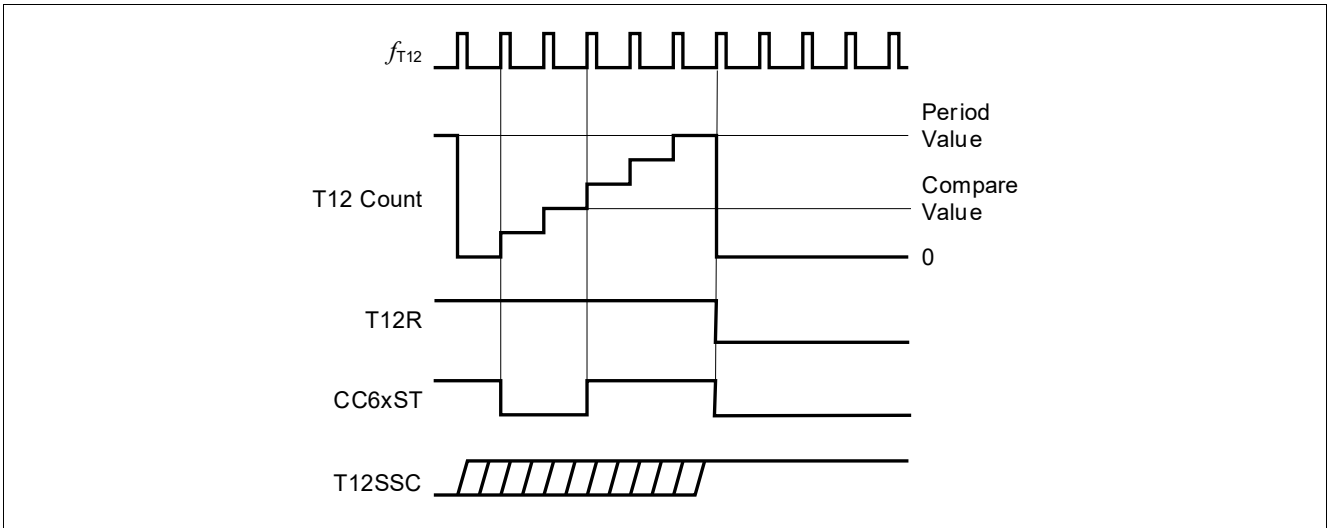 fT12
Period
Value
T12 Count
Compare
Value
0
T12R
CC6xST
T12SSC